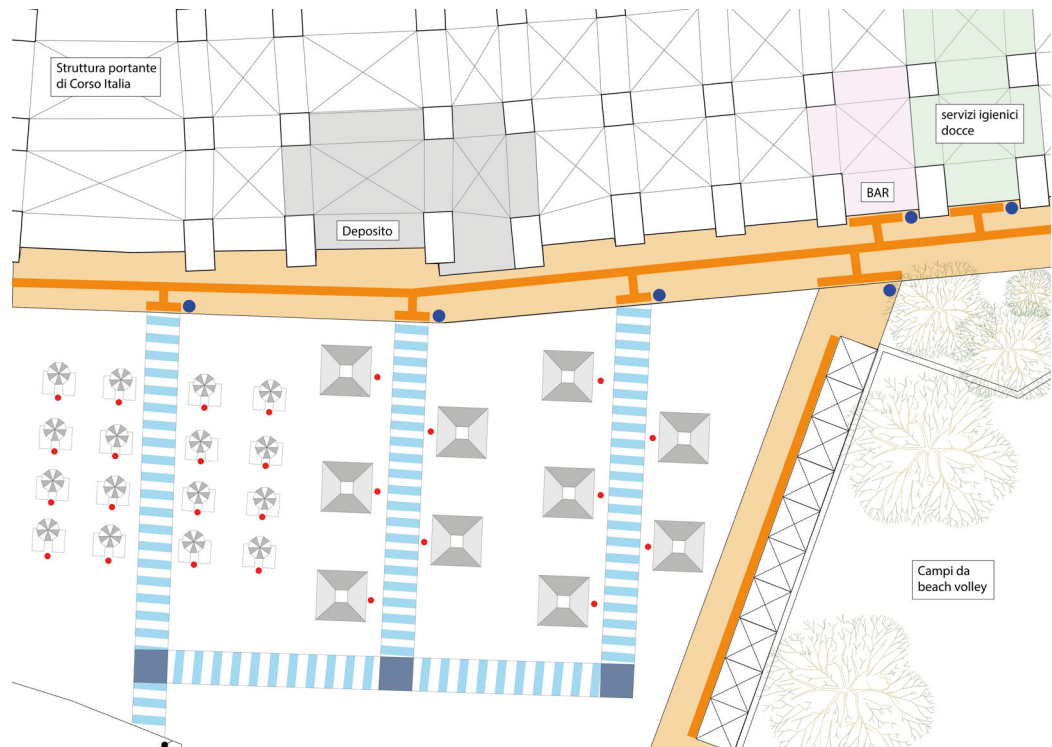 Struttura portante
di Corso Italia
servizi igienici
docce
BAR
Deposito
Campi da
beach volley